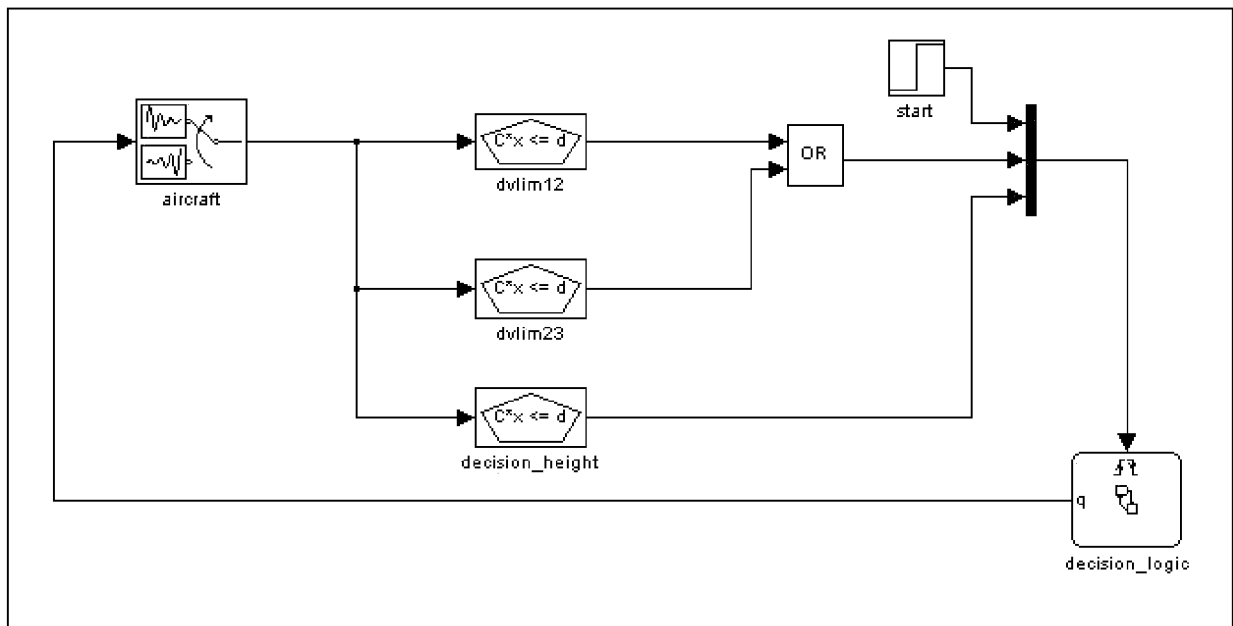 start
C*x <= d
OR
aircraft
dvlim12
C*x <= d
dvlim23
C*x <= d
decision_height
q
decision_logic